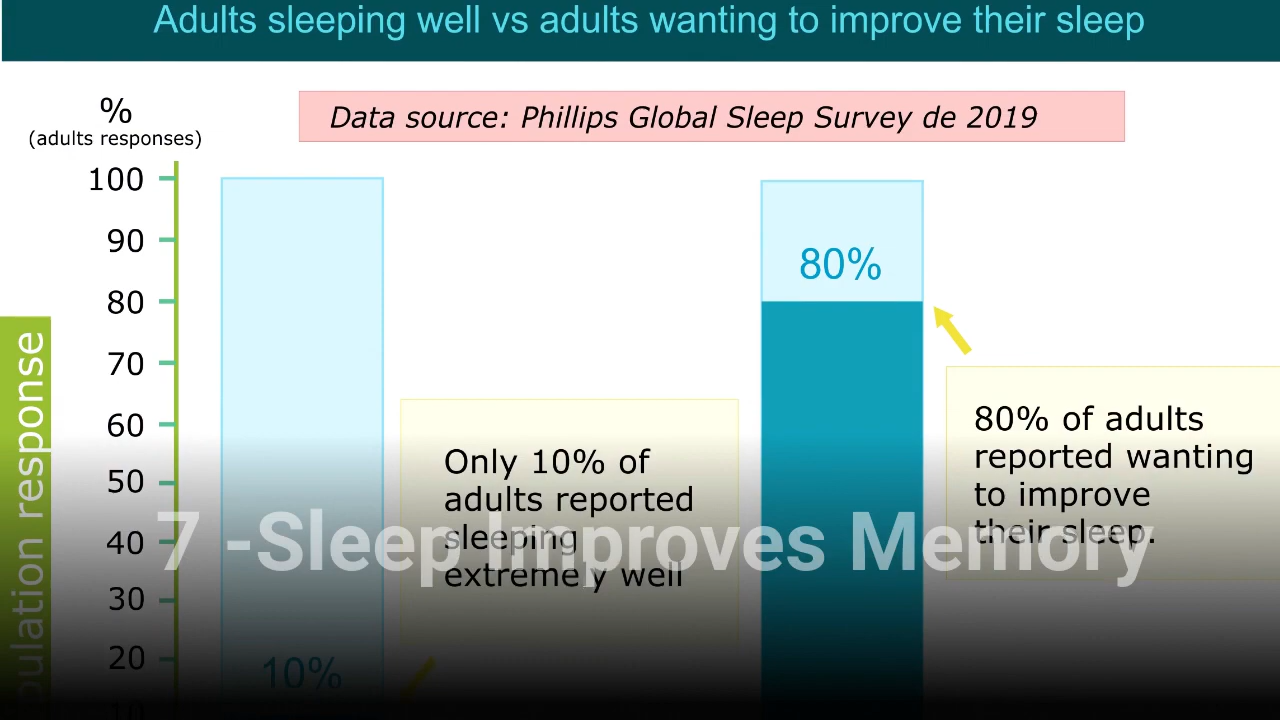 Adults sleeping well vs adults wanting to improve their sleep
%
(adults responses)
Data source: Phillips Global Sleep Survey de 2019
100
90
80
70
60
50
40
30
20
10
80%
10%
Only 10% of
adults reported
sleeping
extremely well
80% of adults
reported wanting
to improve
their sleep.
response
7 -Sleep Improves Memory